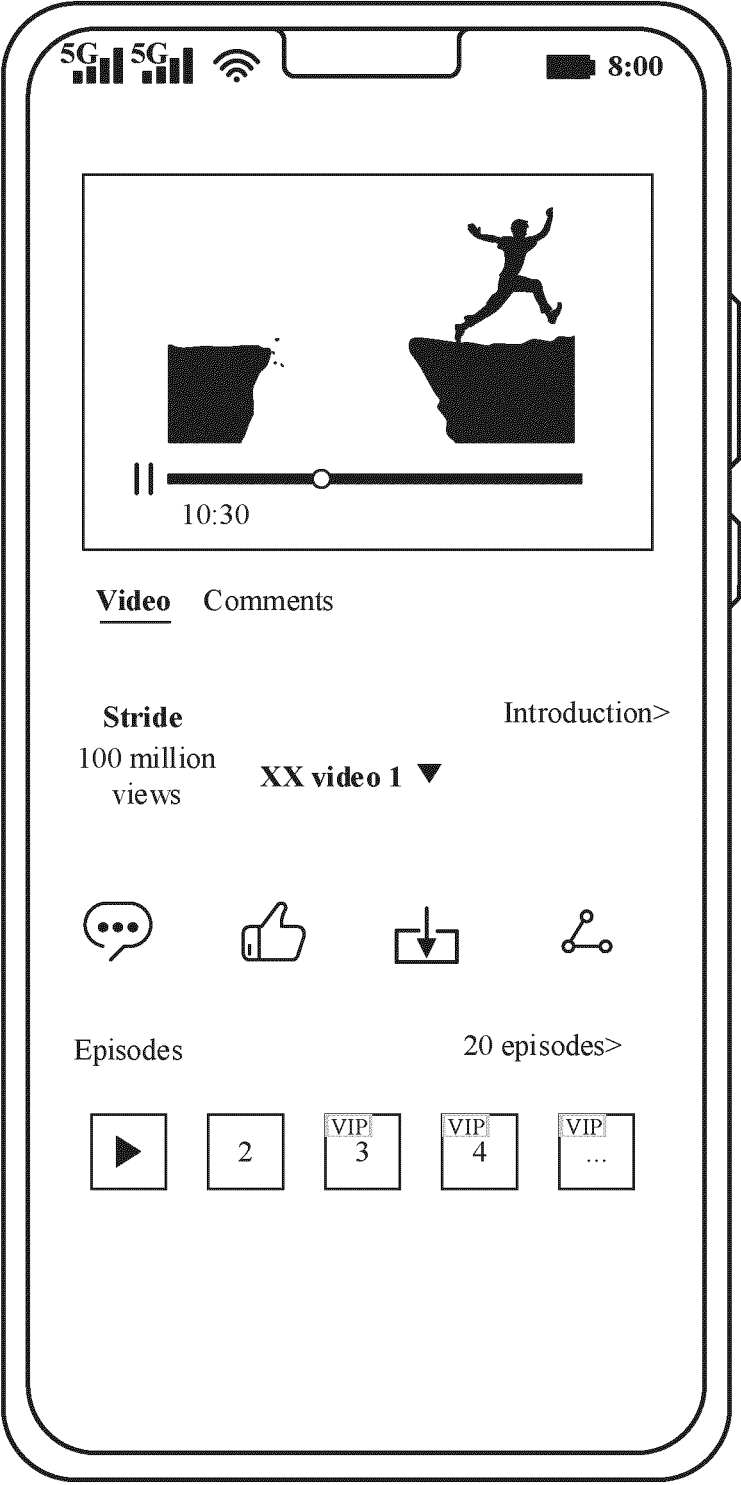 5G 5G 8:00
10:30
Video Comments
Stride
Introduction>
100 million
views
XX video 1
Episodes
20 episodes>
2
VIP
3
VIP
4
VIP
...